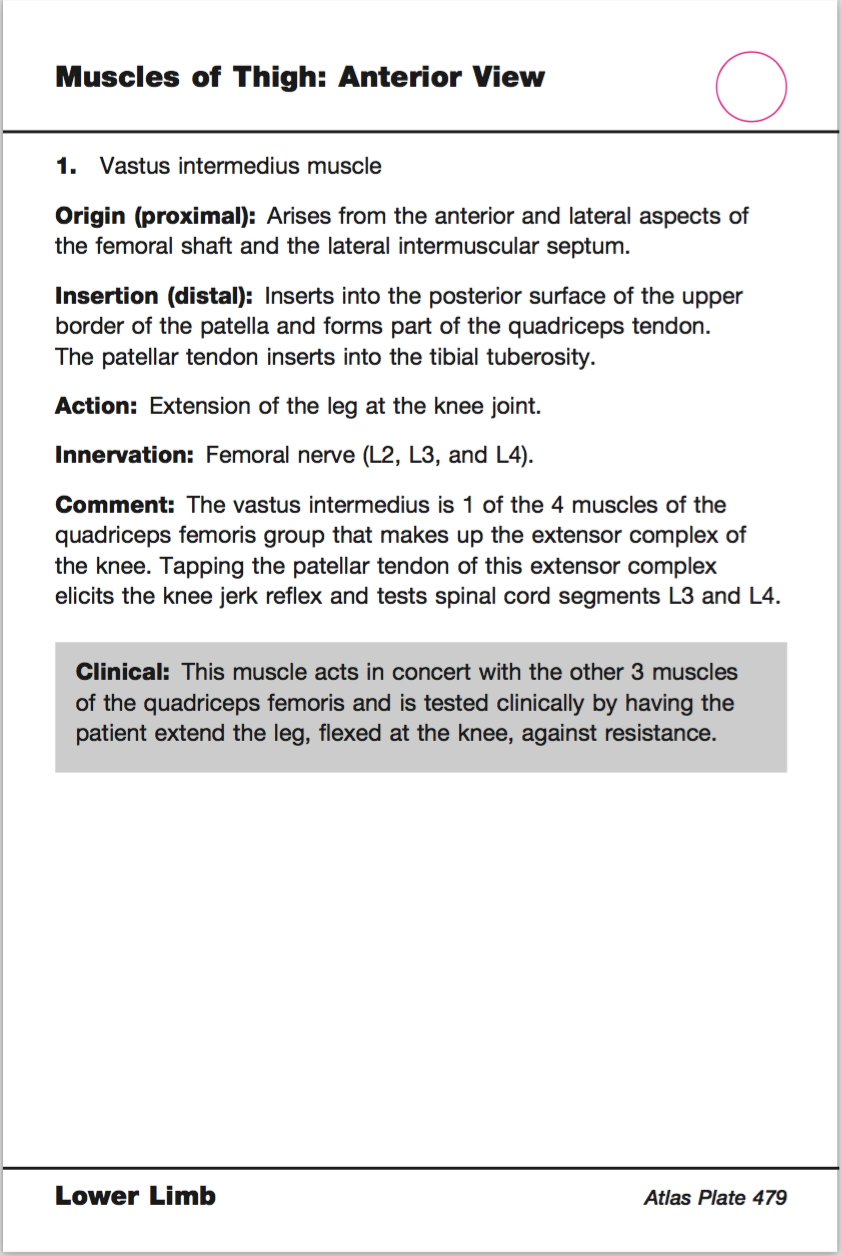 Muscles of Thigh: Anterior View
1. Vastus intermedius muscle
Origin (proximal): Arises from the anterior and lateral aspects of
the femoral shaft and the lateral intermuscular septum.
Insertion (distal): Inserts into the posterior surface of the upper
border of the patella and forms part of the quadriceps tendon.
The patellar tendon inserts into the tibial tuberosity.
Action: Extension of the leg at the knee joint.
Innervation: Femoral nerve (L2, L3, and L4).
Comment: The vastus intermedius is 1 of the 4 muscles of the
quadriceps femoris group that makes up the extensor complex of
the knee. Tapping the patellar tendon of this extensor complex
elicits the knee jerk reflex and tests spinal cord segments L3 and L4.
Clinical: This muscle acts in concert with the other 3 muscles
of the quadriceps femoris and is tested clinically by having the
patient extend the leg, flexed at the knee, against resistance.
Lower Limb
Atlas Plate 479